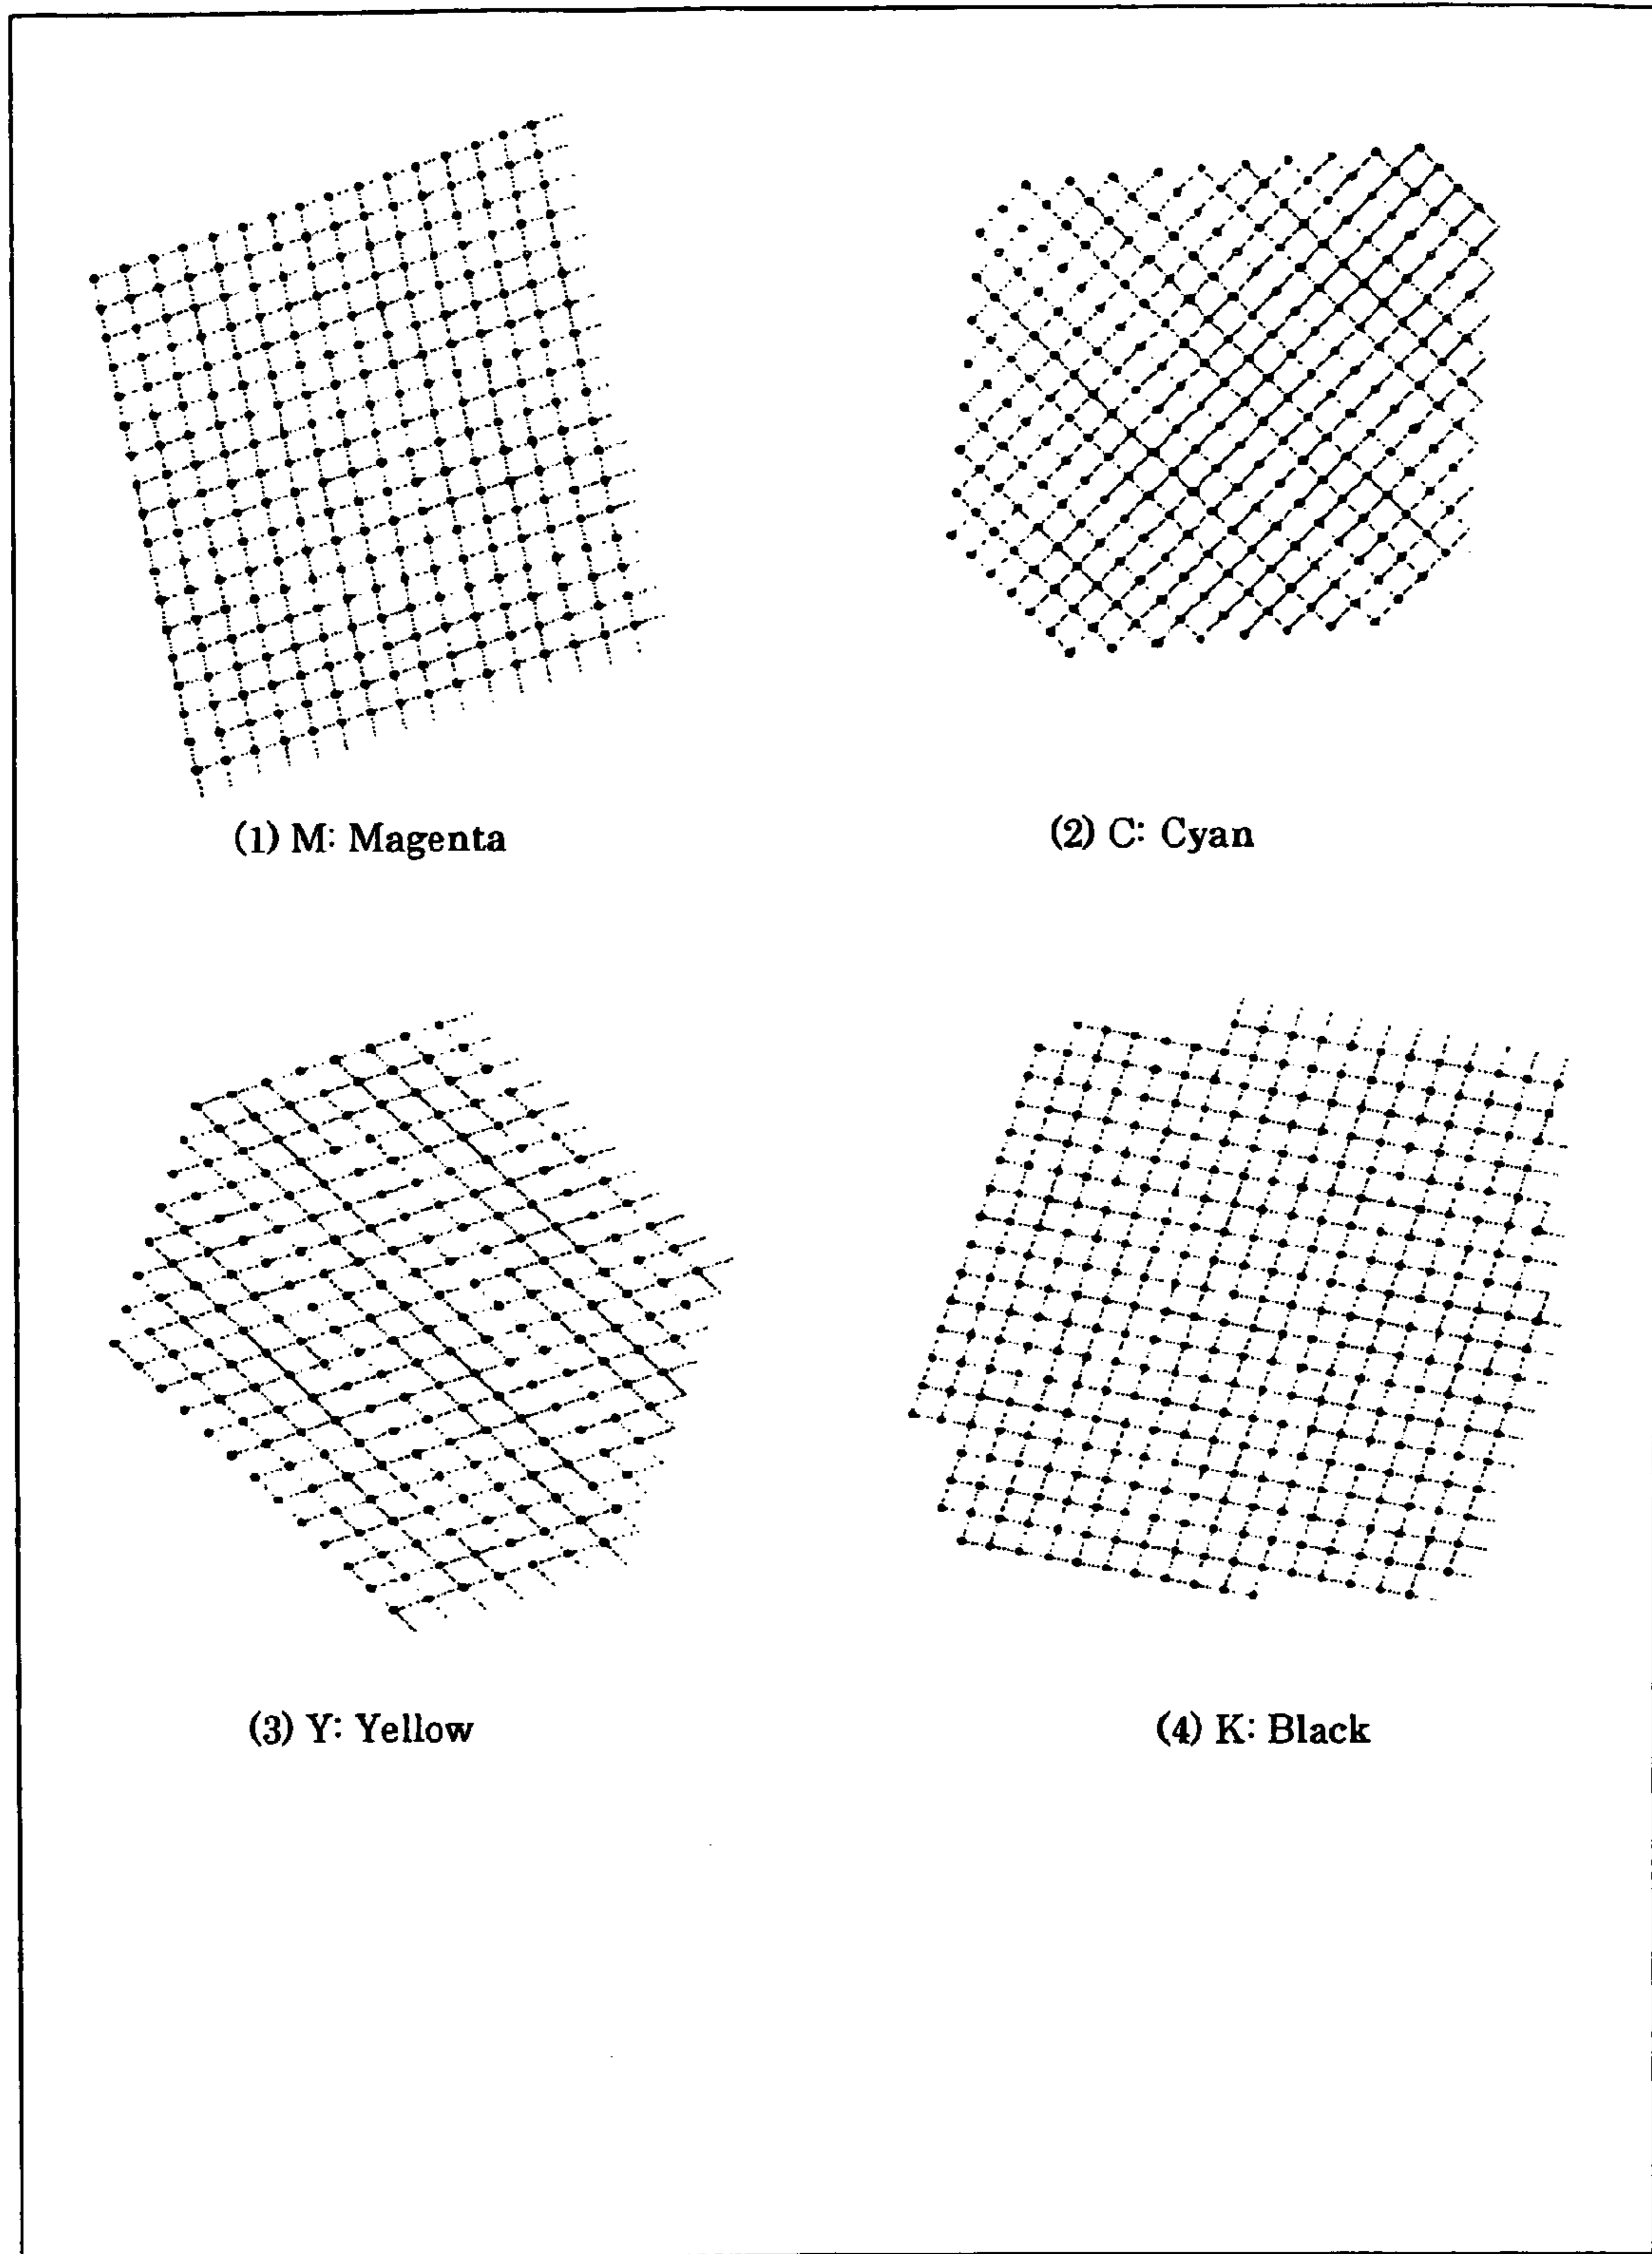 (1) M: Magenta
(2) C: Cyan
(3) Y: Yellow
(4) K: Black